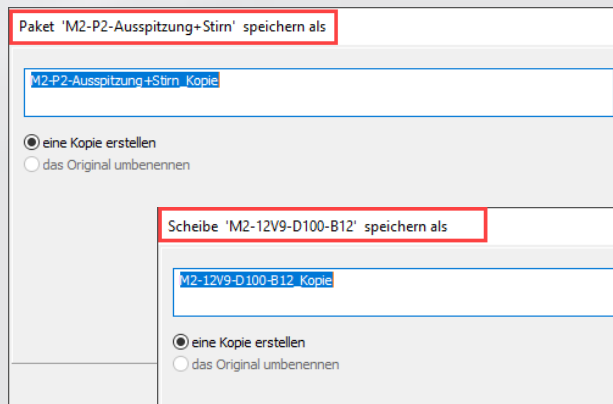 Paket 'M2-P2-Ausspitzung+Stirn' speichern als
M2-P2-Ausspitzung+Stirn_Kopie
eine Kopie erstellen
das Original umbenennen
Scheibe 'M2-12V9-D100-B12' speichern als
M2-12V9-D100-B12_Kopie
eine Kopie erstellen
das Original umbenennen